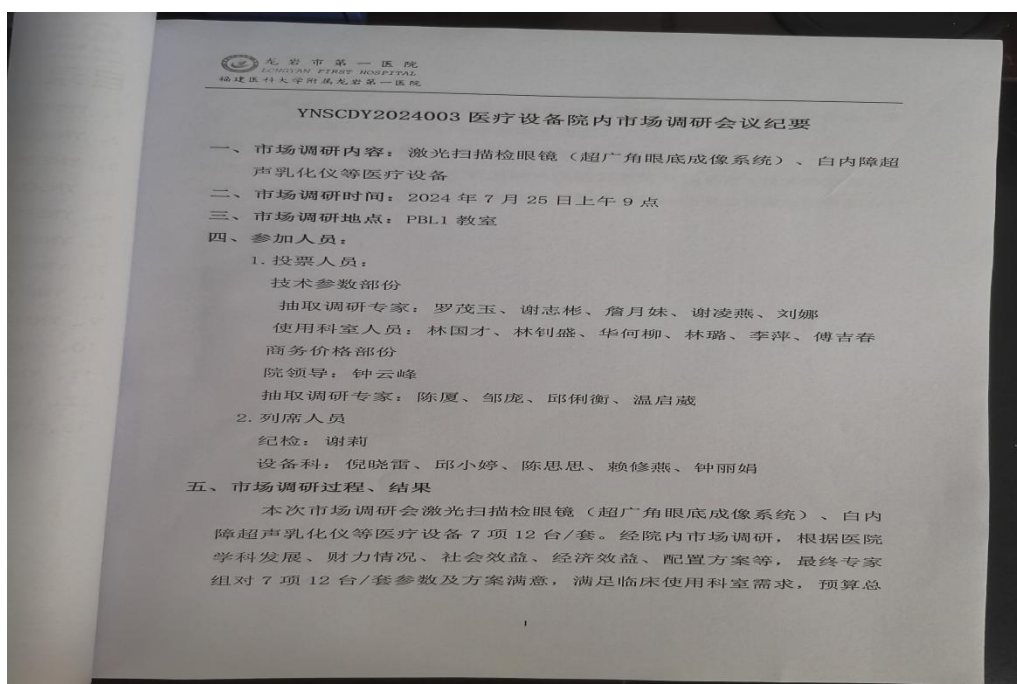 龙岩市第一医院
LONGYAN FIRST HOSPITAL
福建医科大学附属龙岩第一医院
YNSCDY2024003 医疗设备院内市场调研会议纪要
一、市场调研内容：激光扫描检眼镜（超广角眼底成像系统）、白内障超
声乳化仪等医疗设备
二、市场调研时间：2024 年 7 月 25 日上午 9 点
三、市场调研地点：PBL1 教室
四、参加人员：
1. 投票人员：
技术参数部份
抽取调研专家：罗茂玉、谢志彬、詹月妹、谢凌燕、刘娜
使用科室人员：林国才、林钊盛、华何柳、林璐、李萍、傅吉春
商务价格部份
院领导：钟云峰
抽取调研专家：陈厦、邹庞、邱俐衡、温启葳
2. 列席人员
纪检：谢莉
设备科：倪晓雷、邱小婷、陈思思、赖修燕、钟丽娟
五、市场调研过程、结果
本次市场调研会激光扫描检眼镜（超广角眼底成像系统）、白内
障超声乳化仪等医疗设备 7 项 12 台/套。经院内市场调研，根据医院
学科发展、财力情况、社会效益、经济效益、配置方案等，最终专家
组对 7 项 12 台/套参数及方案满意，满足临床使用科室需求，预算总
1